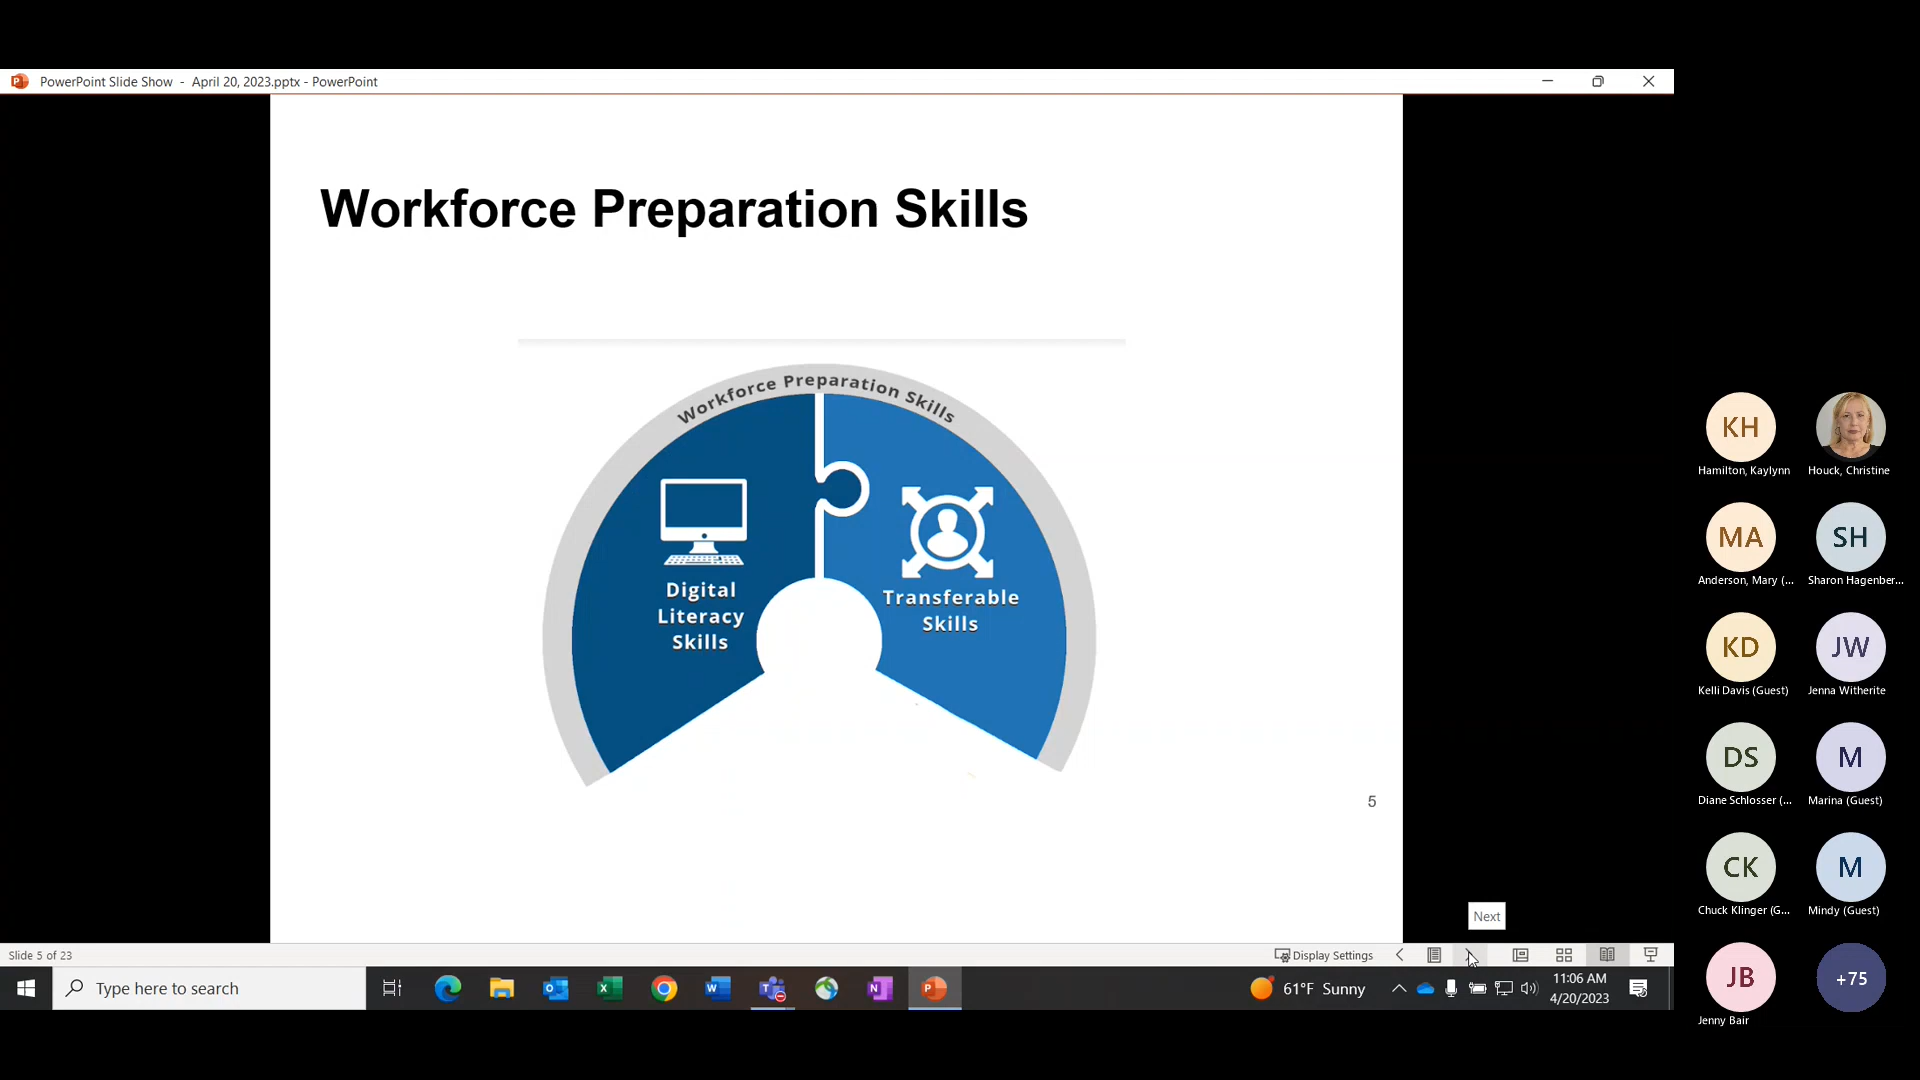 PowerPoint Slide Show - April 20, 2023.pptx - PowerPoint
Workforce Preparation Skills
Workforce Preparation Skills
Digital
Literacy
Skills
Transferable
Skills
5
Next
Slide 5 of 23
Display Settings
Type here to search
61°F Sunny
11:06 AM
4/20/2023
KH
Hamilton, Kaylynn
Houck, Christine
MA
Anderson, Mary (...
SH
Sharon Hagenber...
KD
Kelli Davis (Guest)
JW
Jenna Witherite
DS
Diane Schlosser (...
M
Marina (Guest)
CK
Chuck Klinger (G...
M
Mindy (Guest)
JB
Jenny Bair
+75